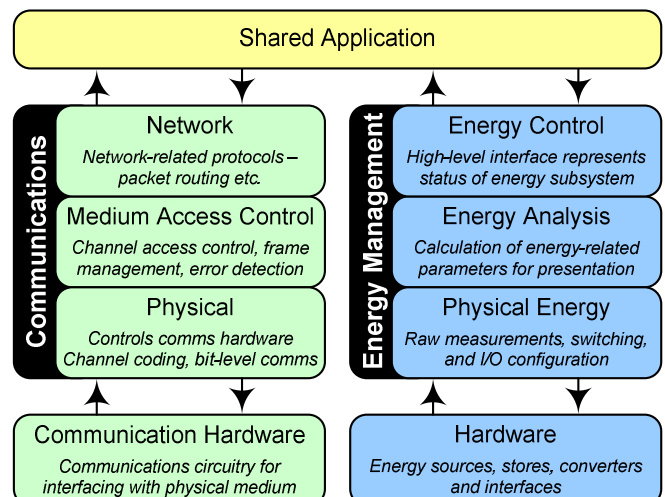 Shared Application
Communications
Network
Network-related protocols –
packet routing etc.
Medium Access Control
Channel access control, frame
management, error detection
Physical
Controls comms hardware
Channel coding, bit-level comms
Communication Hardware
Communications circuitry for
interfacing with physical medium
Energy Management
Energy Control
High-level interface represents
status of energy subsystem
Energy Analysis
Calculation of energy-related
parameters for presentation
Physical Energy
Raw measurements, switching,
and I/O configuration
Hardware
Energy sources, stores, converters
and interfaces